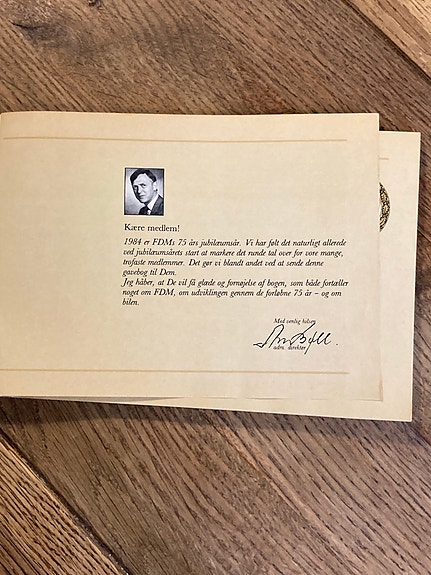 Kære medlem!
1984 er FDMs 75 års jubilæumsår. Vi har følt det naturligt allerede
ved jubilæumsårets start at markere det runde tal over for vore mange,
trofaste medlemmer. Det gør vi blandt andet ved at sende denne
gavebog til Dem.
Jeg håber, at De vil få glæde og fornøjelse af bogen, som både fortæller
noget om FDM, om udviklingen gennem de forløbne 75 år – og om
bilen.
Med venlig hilsen
adm. direktør